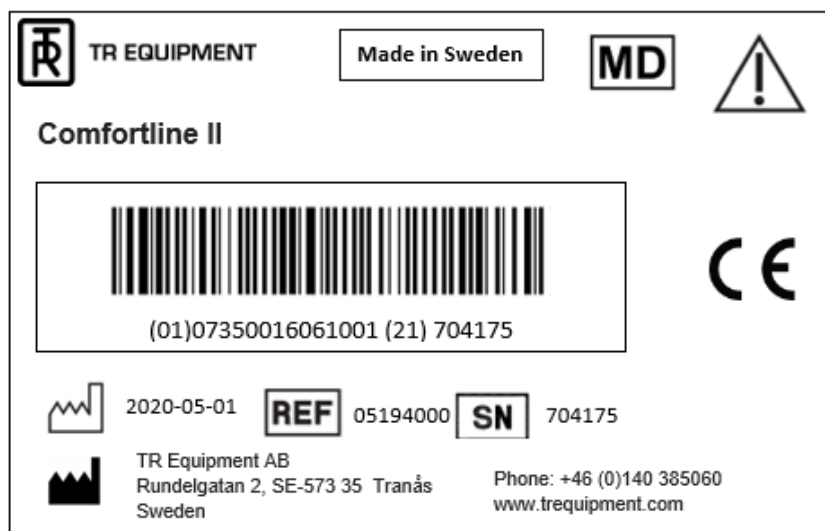 TR TR EQUIPMENT
Made in Sweden
MD
Comfortline II
(01)07350016061001 (21) 704175
CE
2020-05-01
REF 05194000
SN 704175
TR Equipment AB
Rundelgatan 2, SE-573 35 Tranås
Sweden
Phone: +46 (0)140 385060
www.trequipment.com